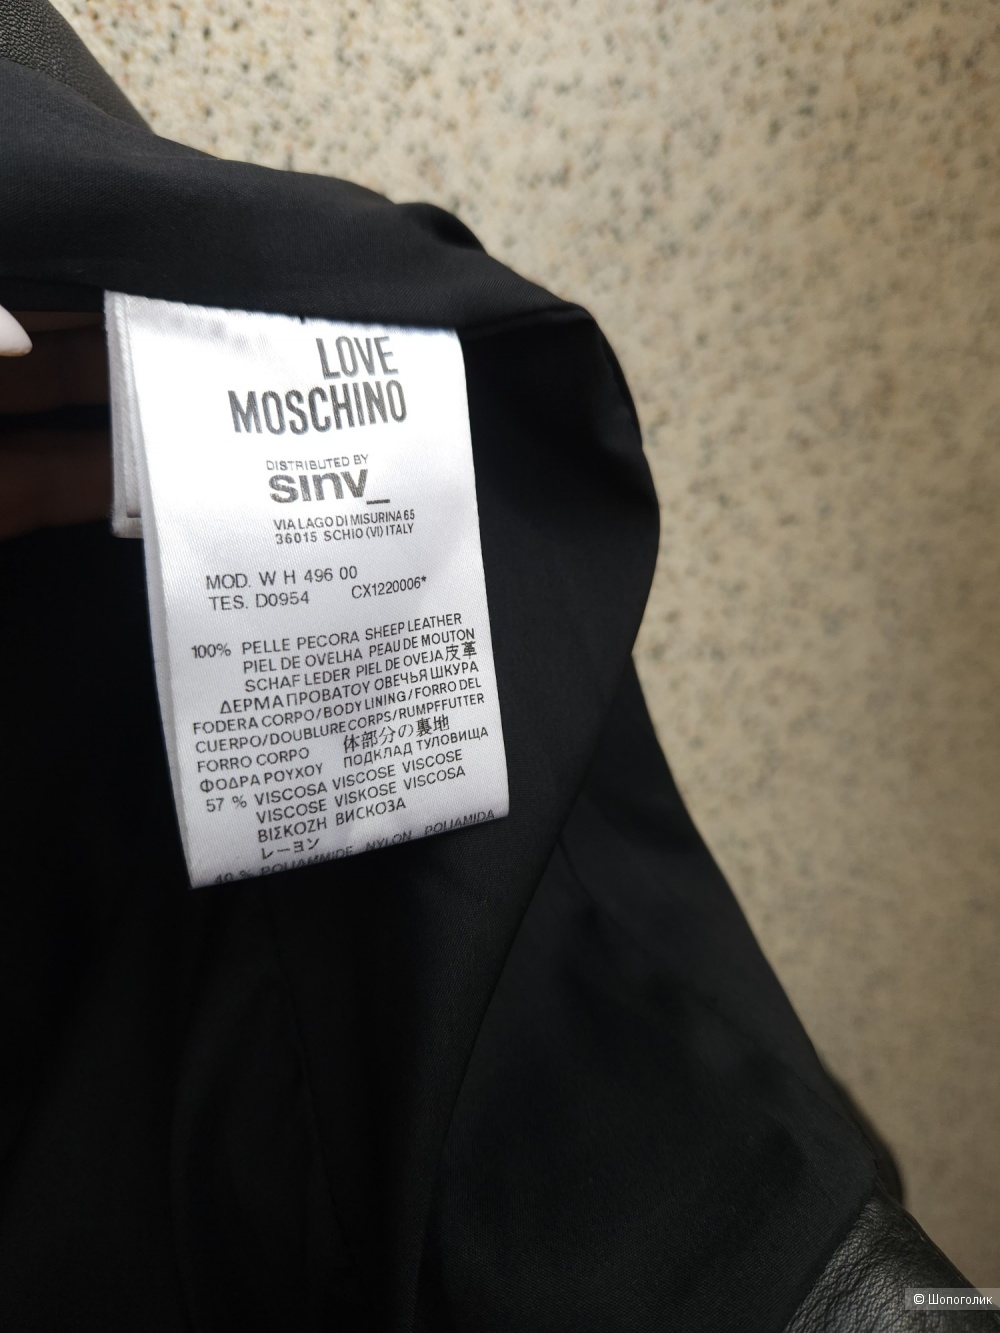 LOVE
MOSCHINO
DISTRIBUTED BY
sinv_
VIA LAGO DI MISURINA 65
36015 SCHIO (VI) ITALY
MOD. W H 496 00
TES. D0954 CX1220006*
100% PELLE PECORA SHEEP LEATHER
PIEL DE OVELHA PEAU DE MOUTON
SCHAF LEDER PIEL DE OVEJA 皮革
ΔΕΡΜΑ ΠΡΟΒΑΤΟΥ ОВЕЧЬЯ ШКУРА
FODERA CORPO/BODY LINING/FORRO DEL
CUERPO/DOUBLURE CORPS/RUMPFFUTTER
FORRO CORPO 体部分の裏地
ΦΟΔΡΑ ΡΟΥΧΟΥ ПОДКЛАД ТУЛОВИЩА
57 % VISCOSA VISCOSE VISCOSE
VISCOSE VISKOSE VISCOSA
ΒΙΣΚΟΖΗ ВИСКОЗА
レーヨン
POLIAMMIDE NYLON POLIAMIDA
© Шопоголик